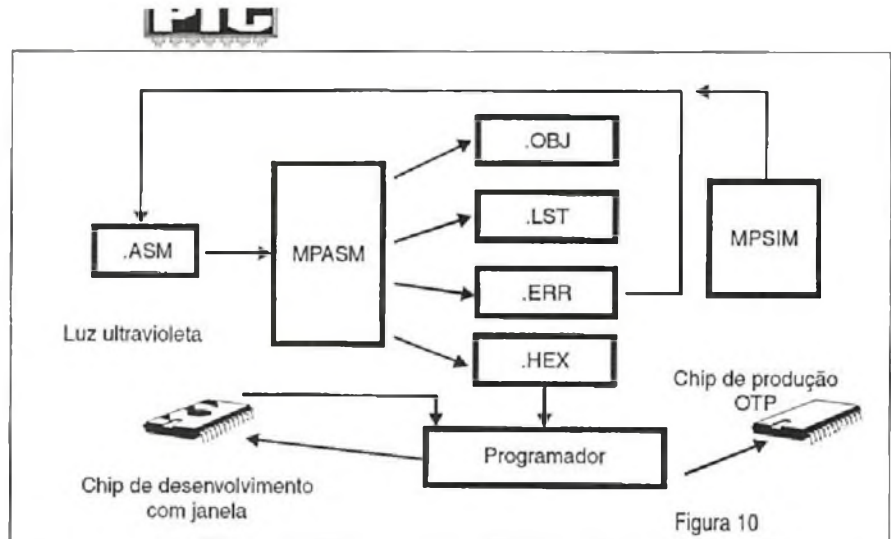 PIC
.OBJ
.LST
.ASM
MPASM
MPSIM
.ERR
Luz ultravioleta
.HEX
Chip de produção
OTP
Programador
Chip de desenvolvimento
com janela
Figura 10